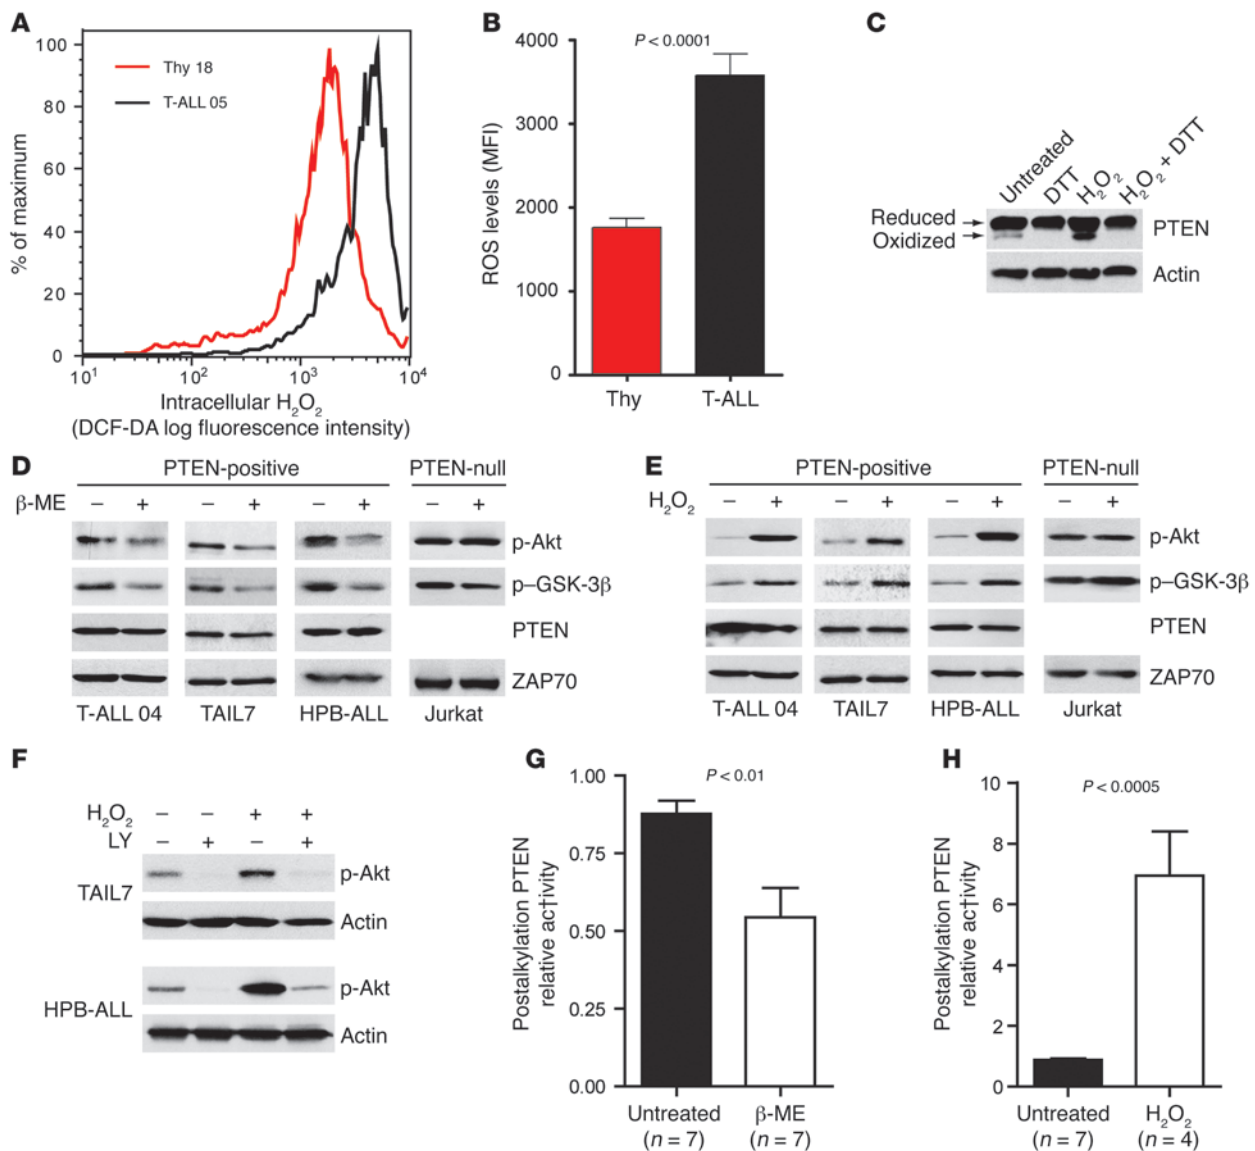 A
100
80
60
40
20
0
% of maximum
Thy 18
T-ALL 05
10¹ 10² 10³ 10⁴
Intracellular H₂O₂
(DCF-DA log fluorescence intensity)
B
P < 0.0001
4000
3000
2000
1000
0
ROS levels (MFI)
Thy T-ALL
C
Untreated DTT H₂O₂ H₂O₂ + DTT
Reduced
Oxidized
PTEN
Actin
D
PTEN-positive PTEN-null
β-ME – + – + – + – +
p-Akt
p–GSK-3β
PTEN
ZAP70
T-ALL 04 TAIL7 HPB-ALL Jurkat
E
PTEN-positive PTEN-null
H₂O₂ – + – + – + – +
p-Akt
p–GSK-3β
PTEN
ZAP70
T-ALL 04 TAIL7 HPB-ALL Jurkat
F
H₂O₂ – – + +
LY – + – +
TAIL7
p-Akt
Actin
HPB-ALL
p-Akt
Actin
G
P < 0.01
1.00
0.75
0.50
0.25
0.00
Postalkylation PTEN
relative activity
Untreated β-ME
(n = 7) (n = 7)
H
P < 0.0005
10
8
6
4
2
0
Postalkylation PTEN
relative activity
Untreated H₂O₂
(n = 7) (n = 4)